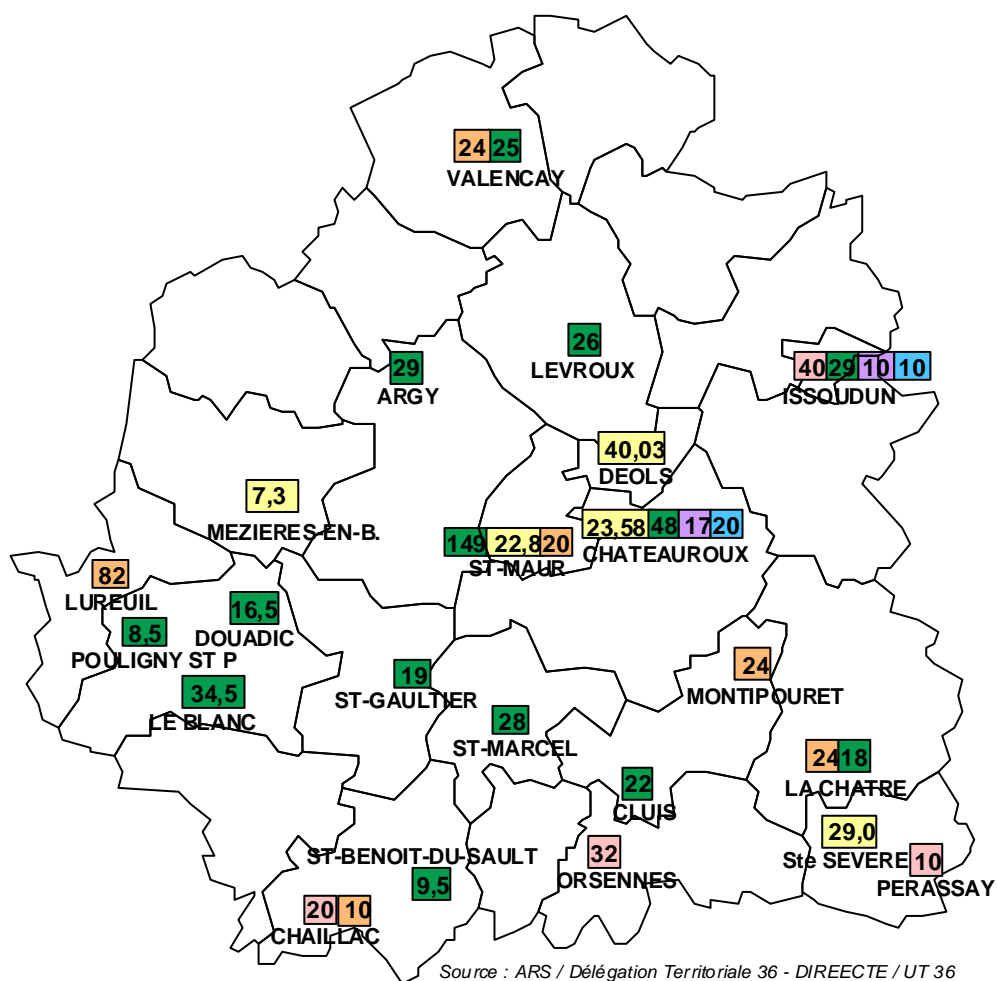 24 25
VALENCAY
26
LEVROUX
29
ARGY
40 29 10 10
ISSOUDUN
40,03
DEOLS
7,3
MEZIERES-EN-B.
23,58 48 17 20
CHATEAUROUX
149 22,8 20
ST-MAUR
82
LUREUIL
16,5
DOUADIC
8,5
POULIGNY ST P
34,5
LE BLANC
19
ST-GAULTIER
24
MONTIPOURET
28
ST-MARCEL
24 18
LA CHATRE
22
CLUIS
29,0
Ste SEVERE
32
ORSENNES
10
PERASSAY
ST-BENOIT-DU-SAULT
9,5
20 10
CHAILLAC
Source : ARS / Délégation Territoriale 36 - DIREECTE / UT 36